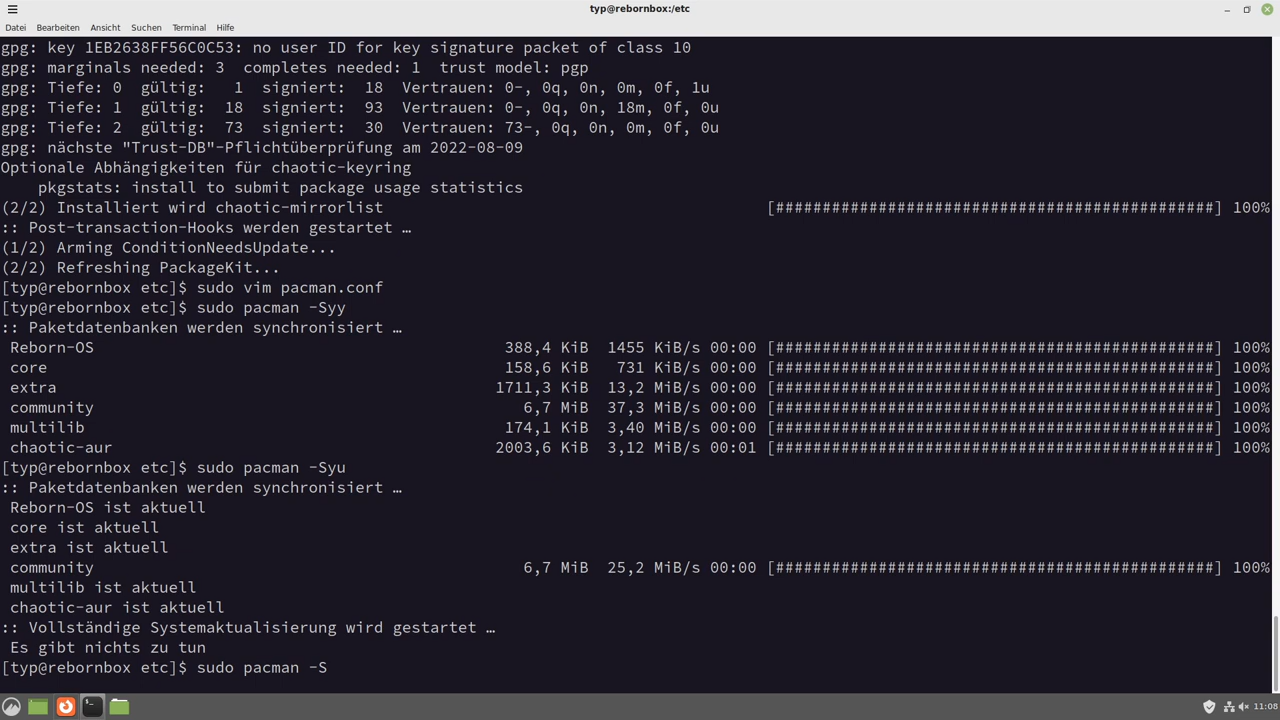 typ@rebornbox:/etc
Datei Bearbeiten Ansicht Suchen Terminal Hilfe
gpg: key 1EB2638FF56C0C53: no user ID for key signature packet of class 10
gpg: marginals needed: 3  completes needed: 1  trust model: pgp
gpg: Tiefe: 0  gültig:   1  signiert:  18  Vertrauen: 0-, 0q, 0n, 0m, 0f, 1u
gpg: Tiefe: 1  gültig:  18  signiert:  93  Vertrauen: 0-, 0q, 0n, 18m, 0f, 0u
gpg: Tiefe: 2  gültig:  73  signiert:  30  Vertrauen: 73-, 0q, 0n, 0m, 0f, 0u
gpg: nächste "Trust-DB"-Pflichtüberprüfung am 2022-08-09
Optionale Abhängigkeiten für chaotic-keyring
    pkgstats: install to submit package usage statistics
(2/2) Installiert wird chaotic-mirrorlist [###############################################] 100%
:: Post-transaction-Hooks werden gestartet …
(1/2) Arming ConditionNeedsUpdate...
(2/2) Refreshing PackageKit...
[typ@rebornbox etc]$ sudo vim pacman.conf
[typ@rebornbox etc]$ sudo pacman -Syy
:: Paketdatenbanken werden synchronisiert …
 Reborn-OS 388,4 KiB  1455 KiB/s 00:00 [###############################################] 100%
 core 158,6 KiB   731 KiB/s 00:00 [###############################################] 100%
 extra 1711,3 KiB  13,2 MiB/s 00:00 [###############################################] 100%
 community 6,7 MiB  37,3 MiB/s 00:00 [###############################################] 100%
 multilib 174,1 KiB  3,40 MiB/s 00:00 [###############################################] 100%
 chaotic-aur 2003,6 KiB  3,12 MiB/s 00:01 [###############################################] 100%
[typ@rebornbox etc]$ sudo pacman -Syu
:: Paketdatenbanken werden synchronisiert …
 Reborn-OS ist aktuell
 core ist aktuell
 extra ist aktuell
 community 6,7 MiB  25,2 MiB/s 00:00 [###############################################] 100%
 multilib ist aktuell
 chaotic-aur ist aktuell
:: Vollständige Systemaktualisierung wird gestartet …
 Es gibt nichts zu tun
[typ@rebornbox etc]$ sudo pacman -S
11:08